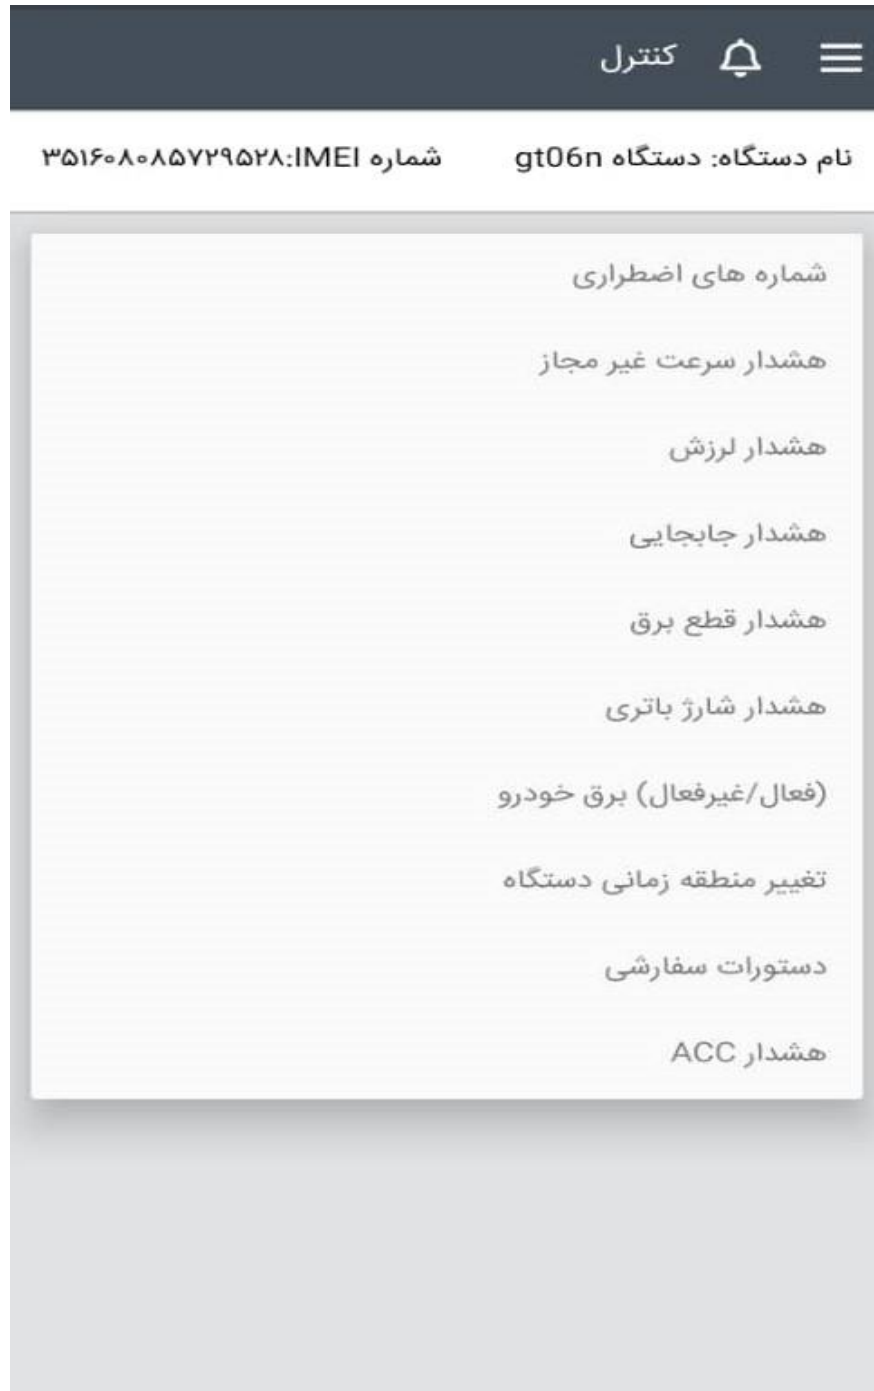 کنترل
نام دستگاه: دستگاه gt06n شماره IMEI:۳۵۱۶۰۸۰۸۵۷۲۹۵۲۸
شماره های اضطراری
هشدار سرعت غیر مجاز
هشدار لرزش
هشدار جابجایی
هشدار قطع برق
هشدار شارژ باتری
(فعال/غیرفعال) برق خودرو
تغییر منطقه زمانی دستگاه
دستورات سفارشی
هشدار ACC